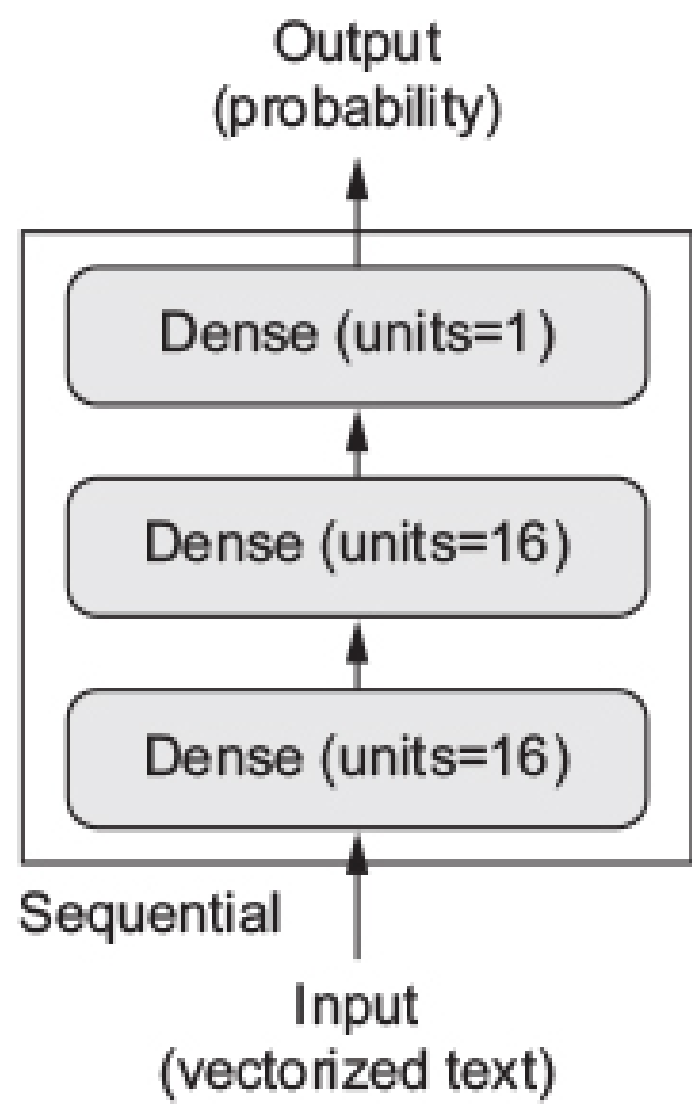 Output
(probability)
Dense (units=1)
Dense (units=16)
Dense (units=16)
Sequential
Input
(vectorized text)